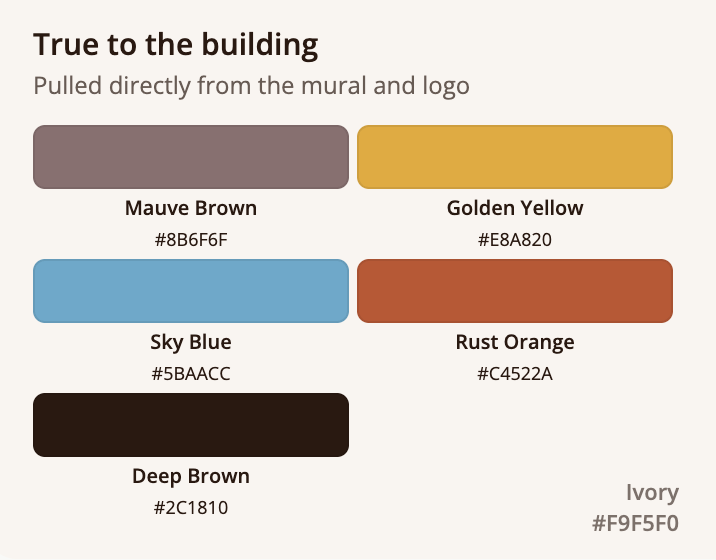 True to the building
Pulled directly from the mural and logo
Mauve Brown
#8B6F6F
Golden Yellow
#E8A820
Sky Blue
#5BAACC
Rust Orange
#C4522A
Deep Brown
#2C1810
Ivory
#F9F5F0